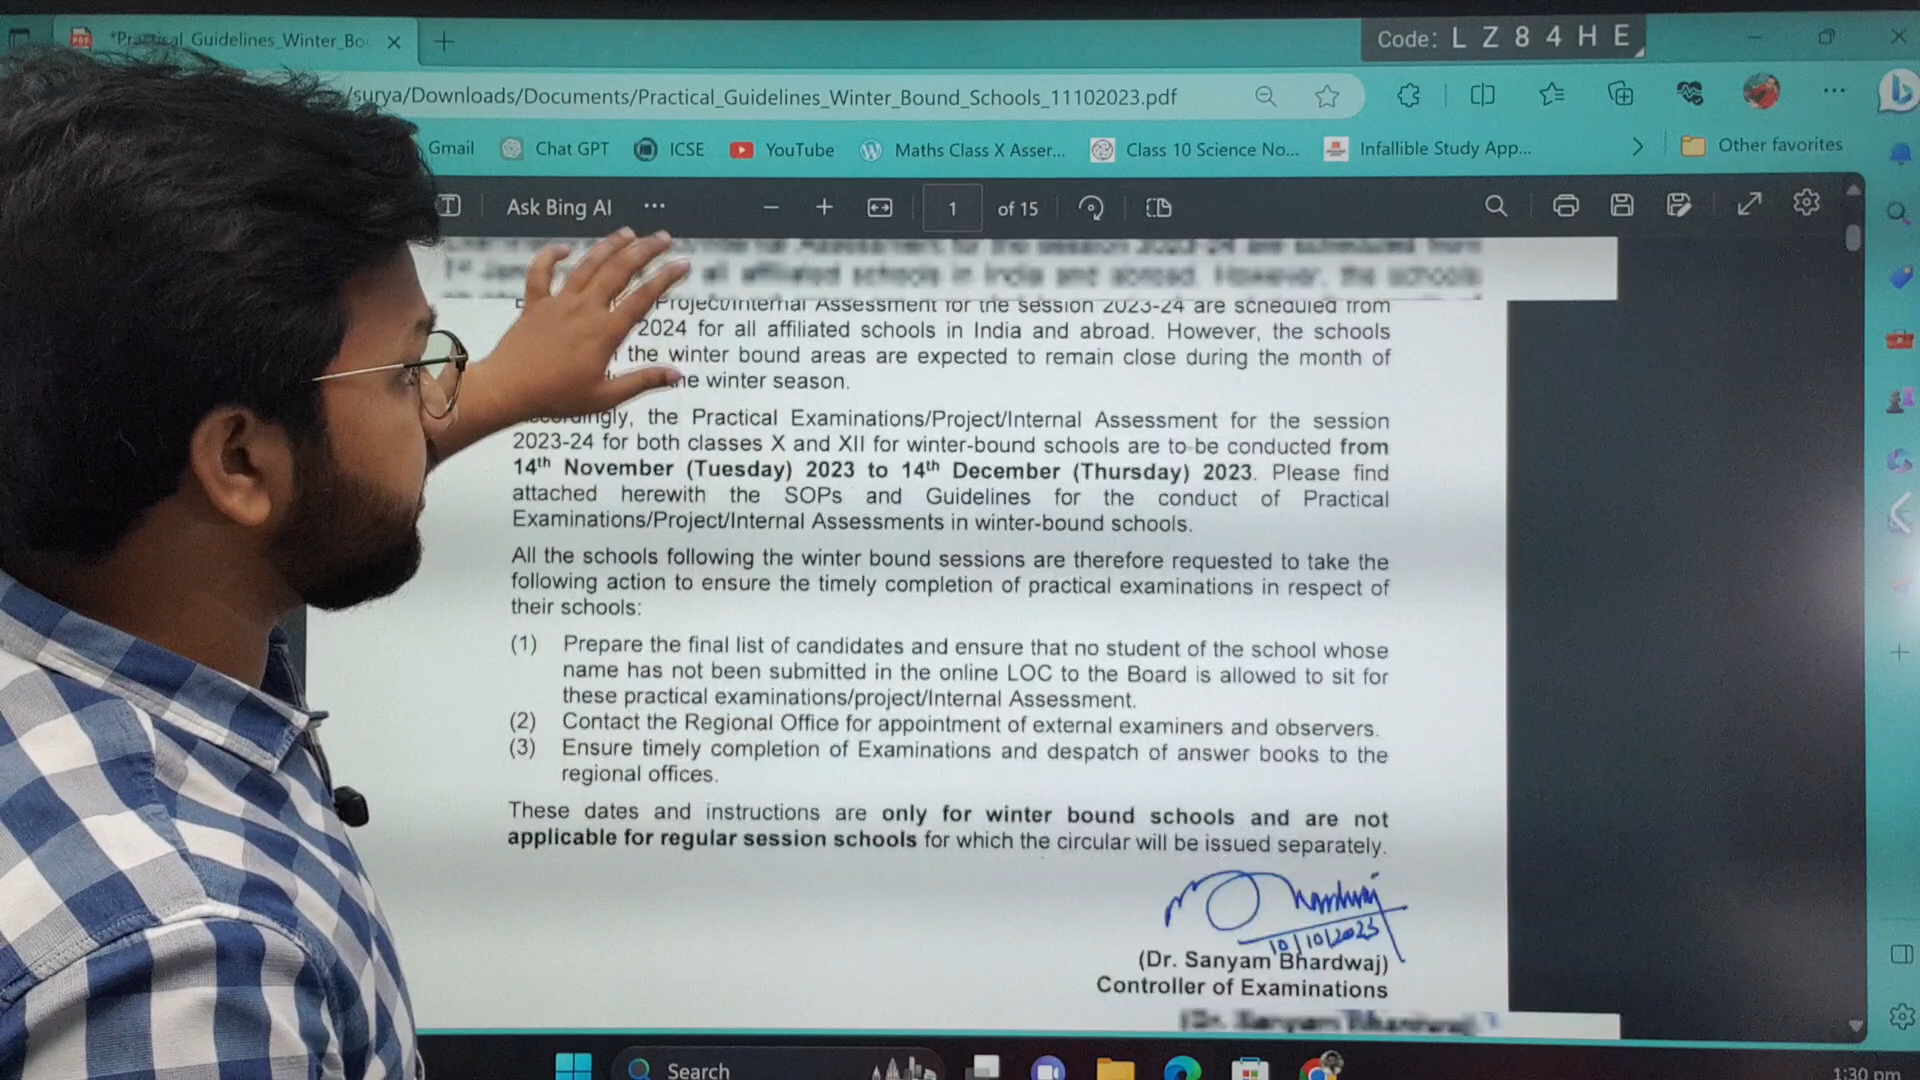 *Practical_Guidelines_Winter_Bo
Code: L Z 8 4 H E
/surya/Downloads/Documents/Practical_Guidelines_Winter_Bound_Schools_11102023.pdf
Gmail Chat GPT ICSE YouTube Maths Class X Asser... Class 10 Science No... Infallible Study App... Other favorites
Ask Bing AI ... 1 of 15
Project/Internal Assessment for the session 2023-24 are scheduled from
2024 for all affiliated schools in India and abroad. However, the schools
the winter bound areas are expected to remain close during the month of
the winter season.
Accordingly, the Practical Examinations/Project/Internal Assessment for the session
2023-24 for both classes X and XII for winter-bound schools are to be conducted from
14th November (Tuesday) 2023 to 14th December (Thursday) 2023. Please find
attached herewith the SOPs and Guidelines for the conduct of Practical
Examinations/Project/Internal Assessments in winter-bound schools.
All the schools following the winter bound sessions are therefore requested to take the
following action to ensure the timely completion of practical examinations in respect of
their schools:
(1) Prepare the final list of candidates and ensure that no student of the school whose
name has not been submitted in the online LOC to the Board is allowed to sit for
these practical examinations/project/Internal Assessment.
(2) Contact the Regional Office for appointment of external examiners and observers.
(3) Ensure timely completion of Examinations and despatch of answer books to the
regional offices.
These dates and instructions are only for winter bound schools and are not
applicable for regular session schools for which the circular will be issued separately.
10/10/2023
(Dr. Sanyam Bhardwaj)
Controller of Examinations
Search
1:30 pm